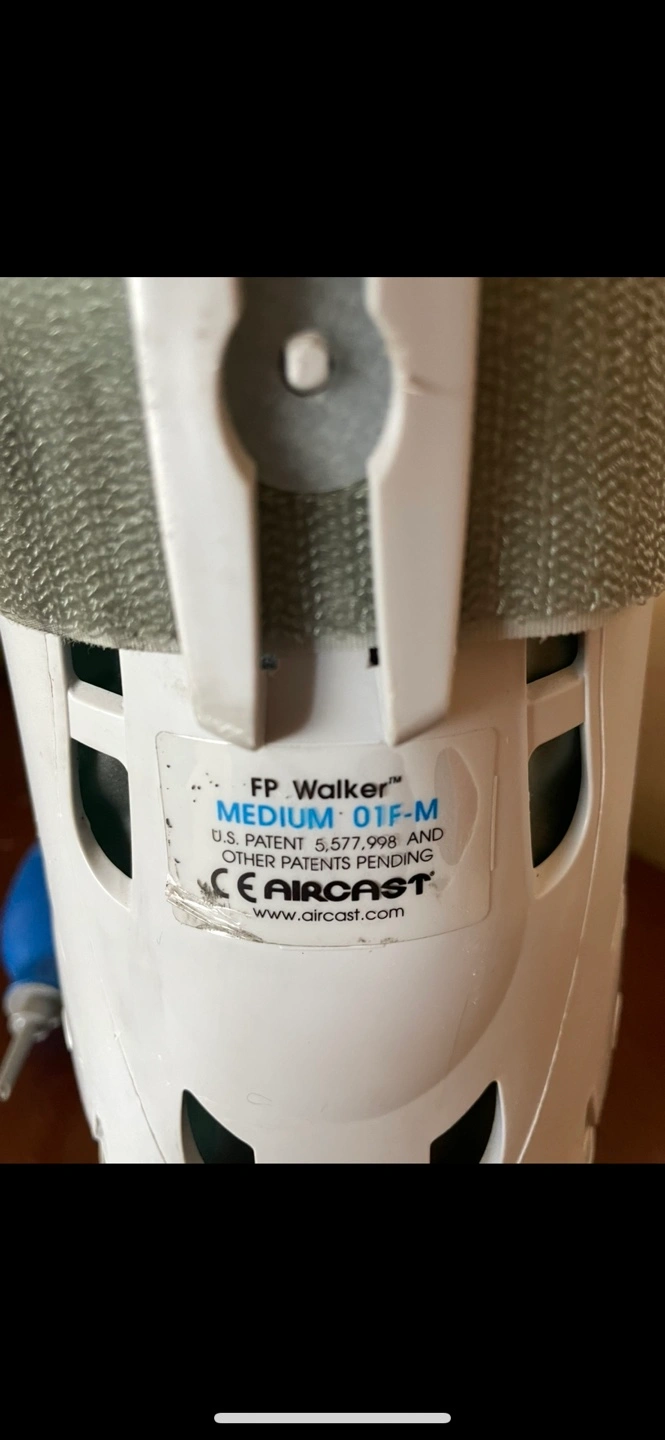 FP Walker™
MEDIUM 01F-M
U.S. PATENT 5,577,998 AND
OTHER PATENTS PENDING
CE AIRCAST®
www.aircast.com